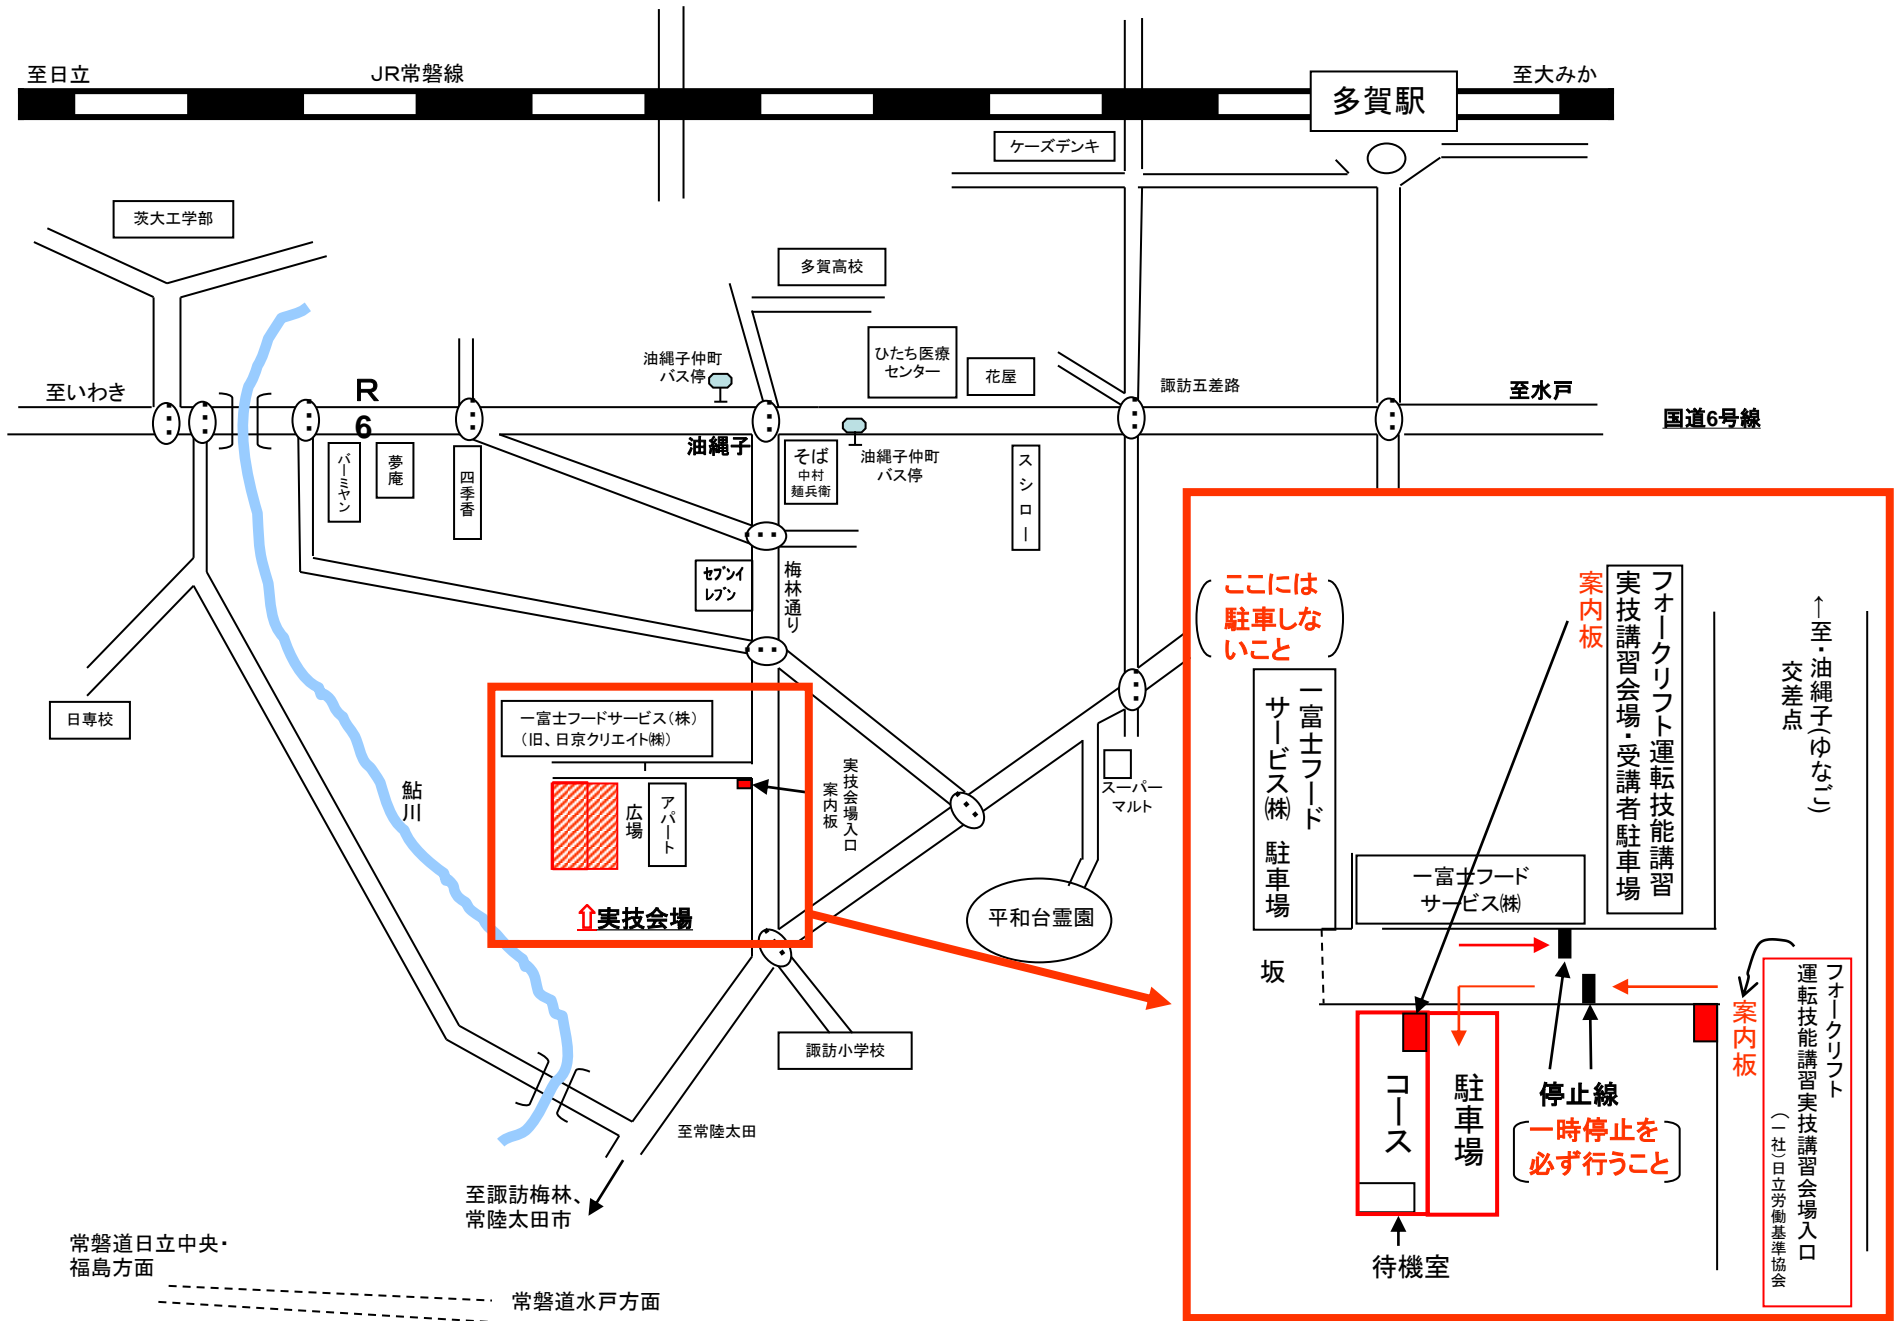 至日立
JR常磐線
多賀駅
至大みか
ケーズデンキ
茨大工学部
多賀高校
油縄子仲町
バス停
ひたち医療
センター
花屋
諏訪五差路
至いわき
R
6
至水戸
国道6号線
油縄子
バーミヤン
夢庵
四季香
そば
中村
麺兵衛
油縄子仲町
バス停
スシロー
セブンイ
レブン
梅林通り
日専校
鮎川
一富士フードサービス(株)
(旧、日京クリエイト㈱)
広場
アパート
実技会場入口
案内板
⇧実技会場
スーパー
マルト
平和台霊園
諏訪小学校
至常陸太田
至諏訪梅林、
常陸太田市
常磐道日立中央・
福島方面
常磐道水戸方面
ここには
駐車しな
いこと
一富士フード
サービス㈱ 駐車場
案内板
フオークリフト運転技能講習
実技講習会場・受講者駐車場
←至・油縄子(ゆなご)
交差点
一富士フード
サービス㈱
坂
コース
駐車場
停止線
一時停止を
必ず行うこと
待機室
案内板
フオークリフト
運転技能講習実技講習会場入口
(一社)日立労働基準協会